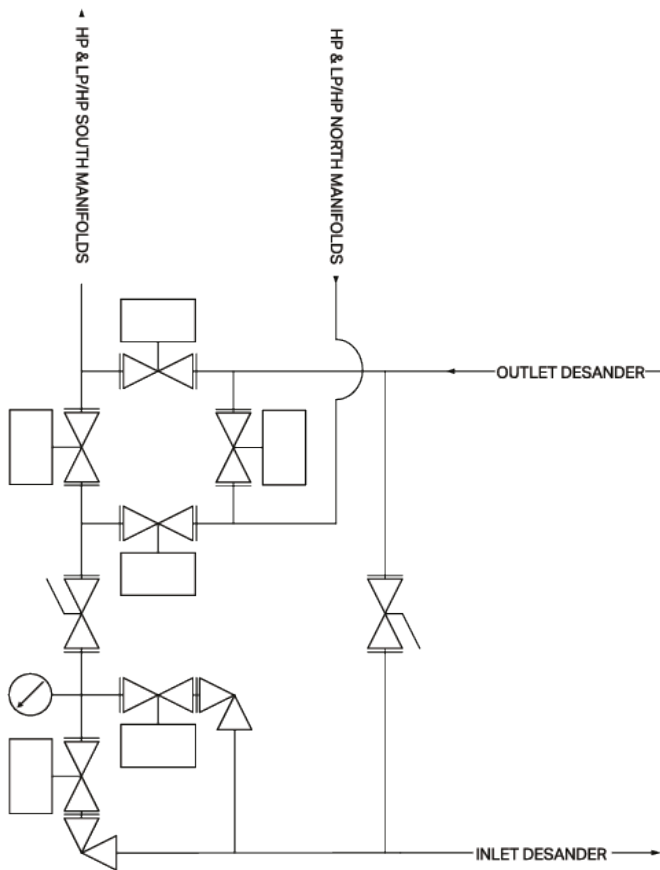 HP & LP/HP SOUTH MANIFOLDS
HP & LP/HP NORTH MANIFOLDS
OUTLET DESANDER
INLET DESANDER